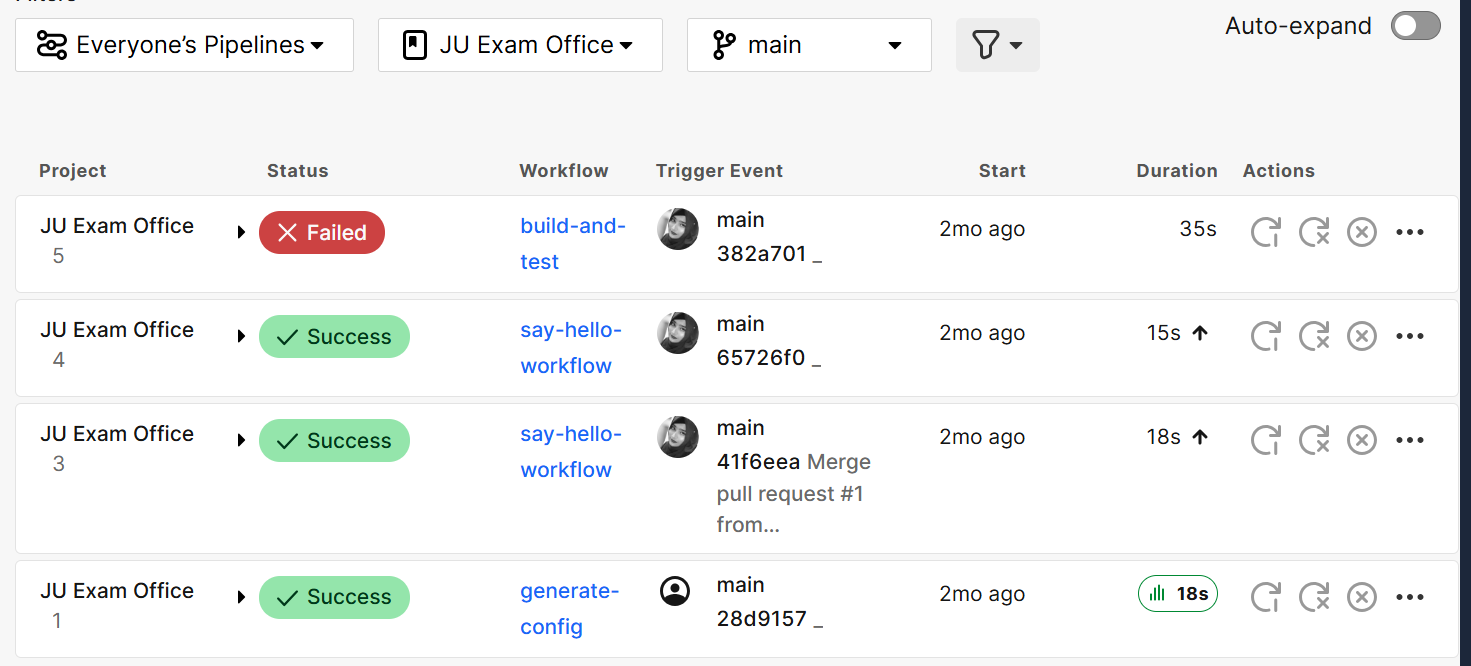 Filters
Everyone's Pipelines
JU Exam Office
main
Auto-expand
Project Status Workflow Trigger Event Start Duration Actions
JU Exam Office
5
Failed
build-and-
test
main
382a701 _
2mo ago
35s
JU Exam Office
4
Success
say-hello-
workflow
main
65726f0 _
2mo ago
15s
JU Exam Office
3
Success
say-hello-
workflow
main
41f6eea Merge
pull request #1
from...
2mo ago
18s
JU Exam Office
1
Success
generate-
config
main
28d9157 _
2mo ago
18s